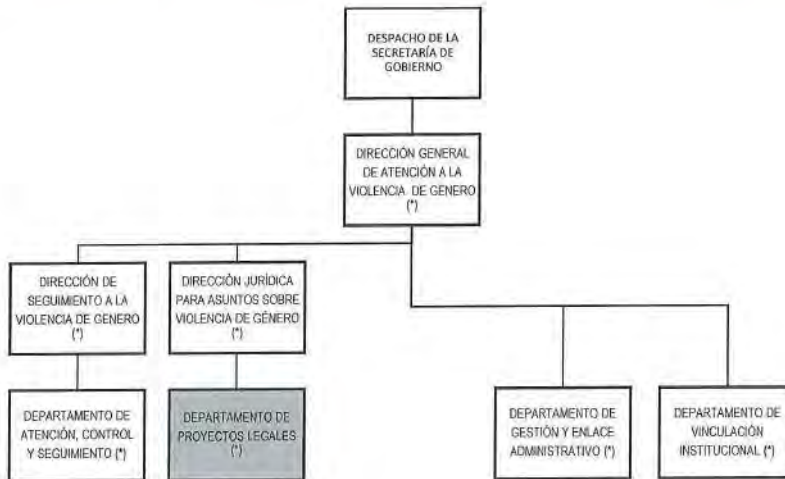 DESPACHO DE LA
SECRETARÍA DE
GOBIERNO
DIRECCIÓN GENERAL
DE ATENCIÓN A LA
VIOLENCIA DE GENERO
(*)
DIRECCIÓN DE
SEGUIMIENTO A LA
VIOLENCIA DE GENERO
(*)
DIRECCIÓN JURÍDICA
PARA ASUNTOS SOBRE
VIOLENCIA DE GÉNERO
(*)
DEPARTAMENTO DE
ATENCIÓN, CONTROL
Y SEGUIMIENTO (*)
DEPARTAMENTO DE
PROYECTOS LEGALES
(*)
DEPARTAMENTO DE
GESTIÓN Y ENLACE
ADMINISTRATIVO (*)
DEPARTAMENTO DE
VINCULACIÓN
INSTITUCIONAL (*)